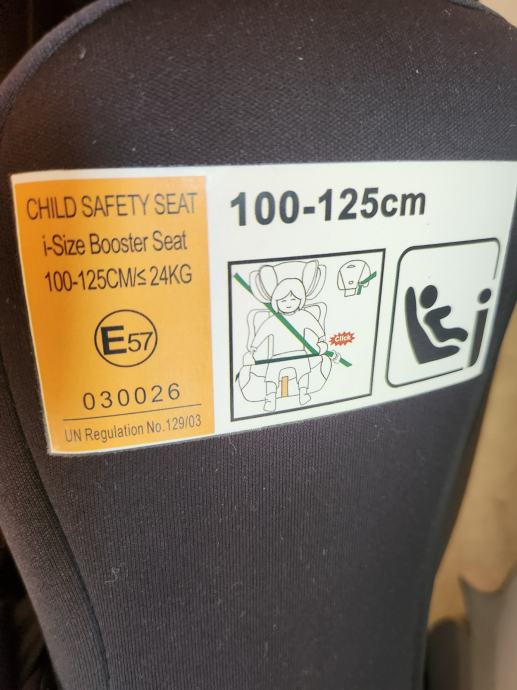 CHILD SAFETY SEAT
i-Size Booster Seat
100-125CM/≤24KG
E57
030026
UN Regulation No.129/03
100-125cm
Click
i